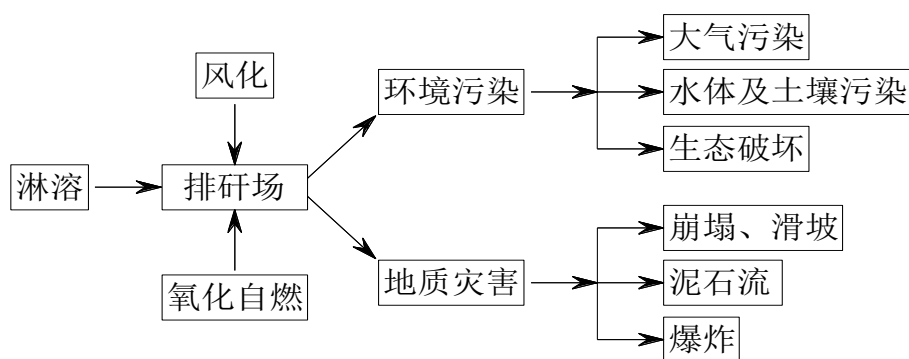 风化
淋溶
排矸场
氧化自燃
环境污染
大气污染
水体及土壤污染
生态破坏
地质灾害
崩塌、滑坡
泥石流
爆炸